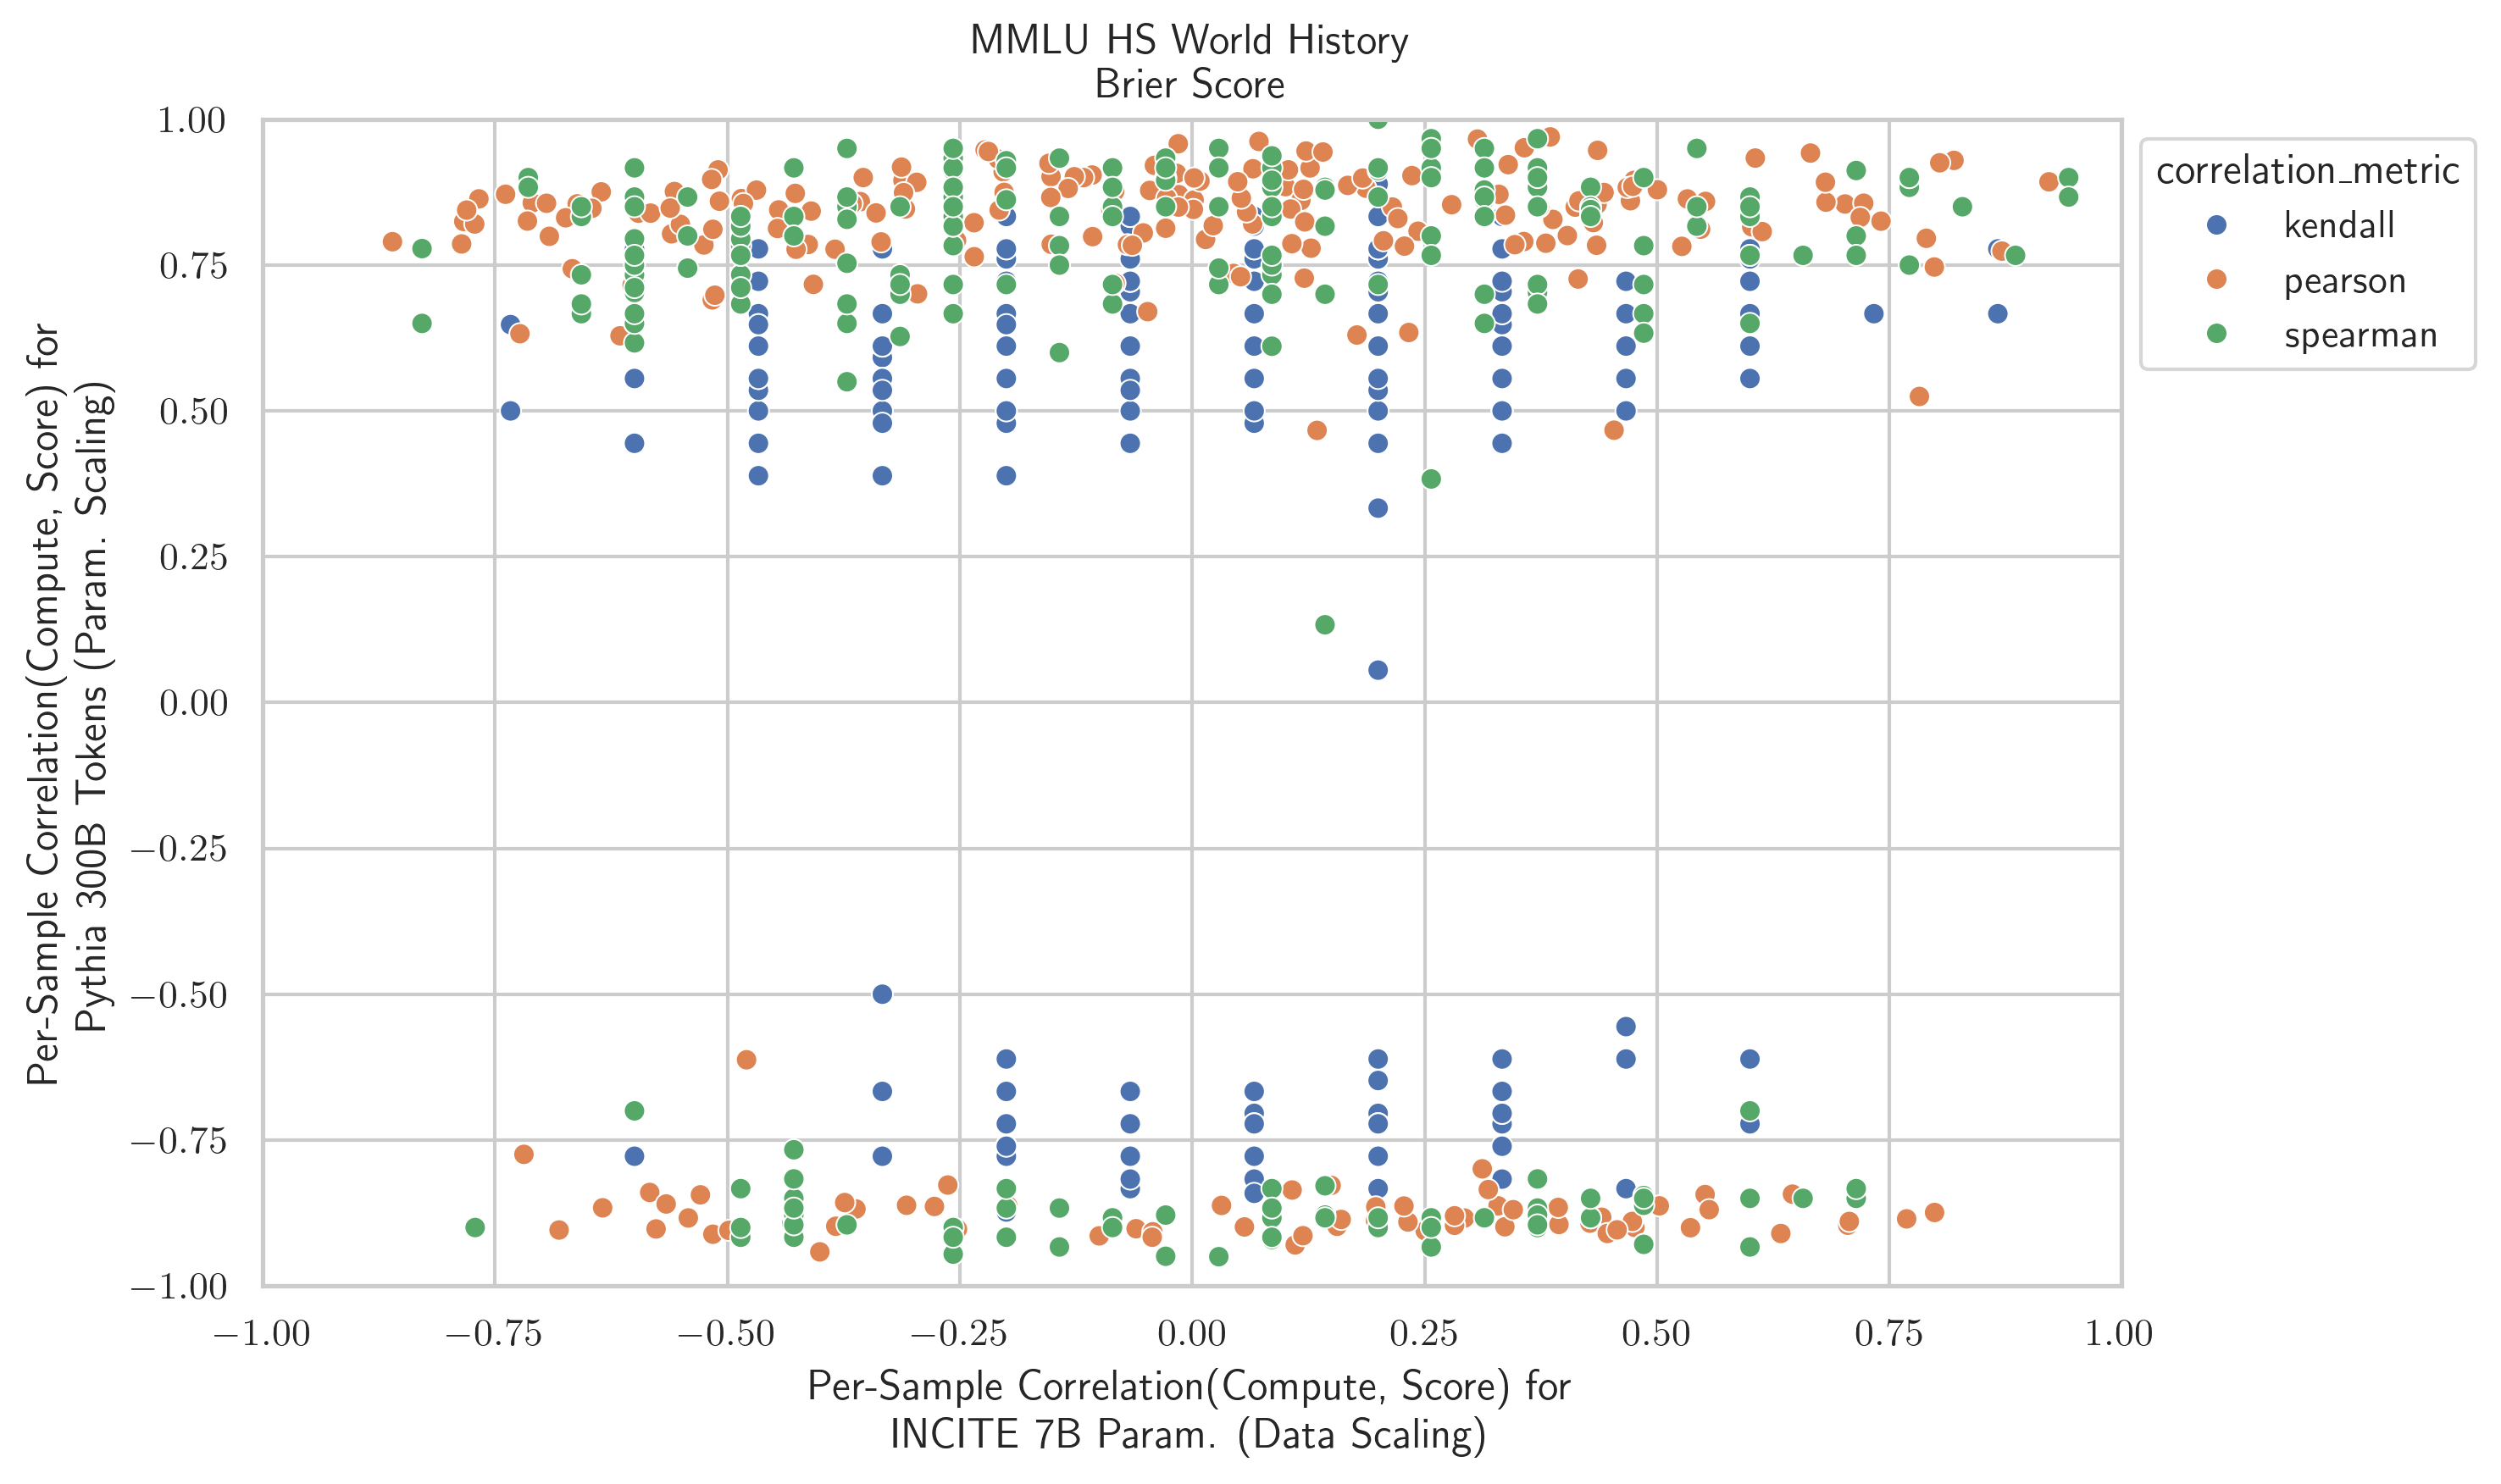 MMLU HS World History
Brier Score
Per-Sample Correlation(Compute, Score) for
Pythia 300B Tokens (Param. Scaling)
1.00
0.75
0.50
0.25
0.00
−0.25
−0.50
−0.75
−1.00
correlation_metric
kendall
pearson
spearman
−1.00
−0.75
−0.50
−0.25
0.00
0.25
0.50
0.75
1.00
Per-Sample Correlation(Compute, Score) for
INCITE 7B Param. (Data Scaling)